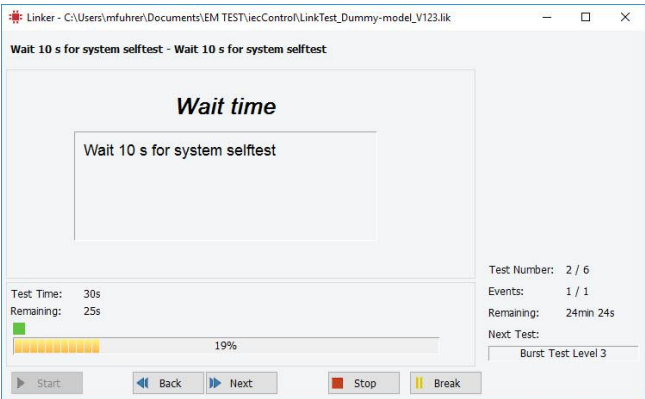 Linker - C:\Users\mfuhrer\Documents\EM TEST\iecControl\LinkTest_Dummy-model_V123.lik
Wait 10 s for system selftest - Wait 10 s for system selftest
Wait time
Wait 10 s for system selftest
Test Number: 2 / 6
Events: 1 / 1
Remaining: 24min 24s
Next Test:
Burst Test Level 3
Test Time: 30s
Remaining: 25s
19%
Start Back Next Stop Break